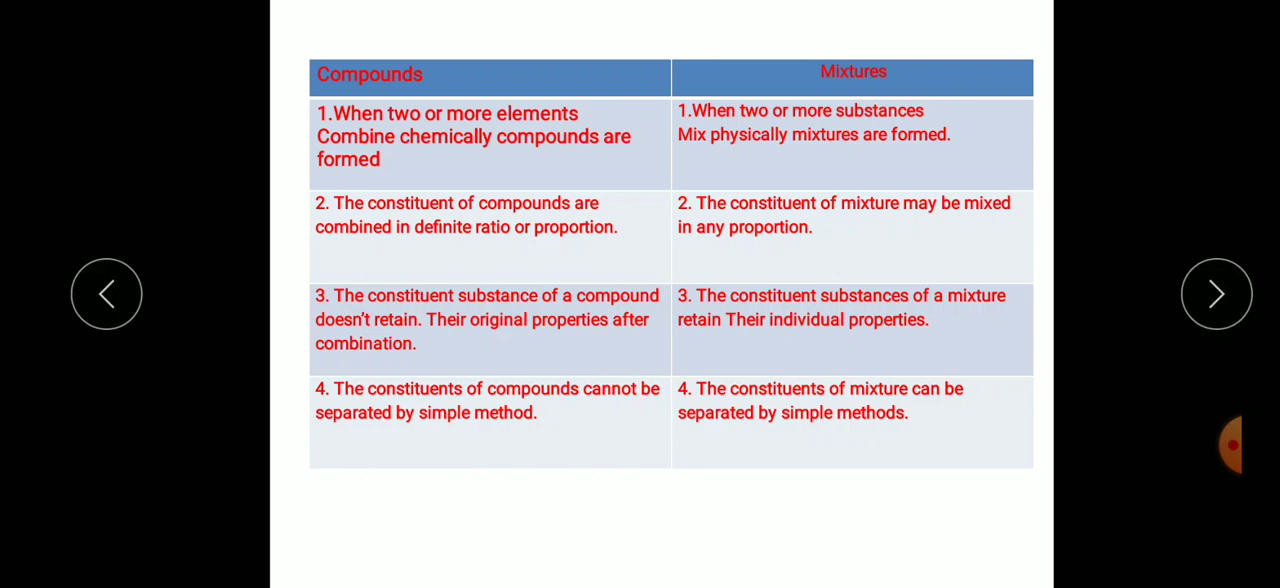 Compounds
Mixtures
1.When two or more elements
Combine chemically compounds are
formed
1.When two or more substances
Mix physically mixtures are formed.
2. The constituent of compounds are
combined in definite ratio or proportion.
2. The constituent of mixture may be mixed
in any proportion.
3. The constituent substance of a compound
doesn't retain. Their original properties after
combination.
3. The constituent substances of a mixture
retain Their individual properties.
4. The constituents of compounds cannot be
separated by simple method.
4. The constituents of mixture can be
separated by simple methods.